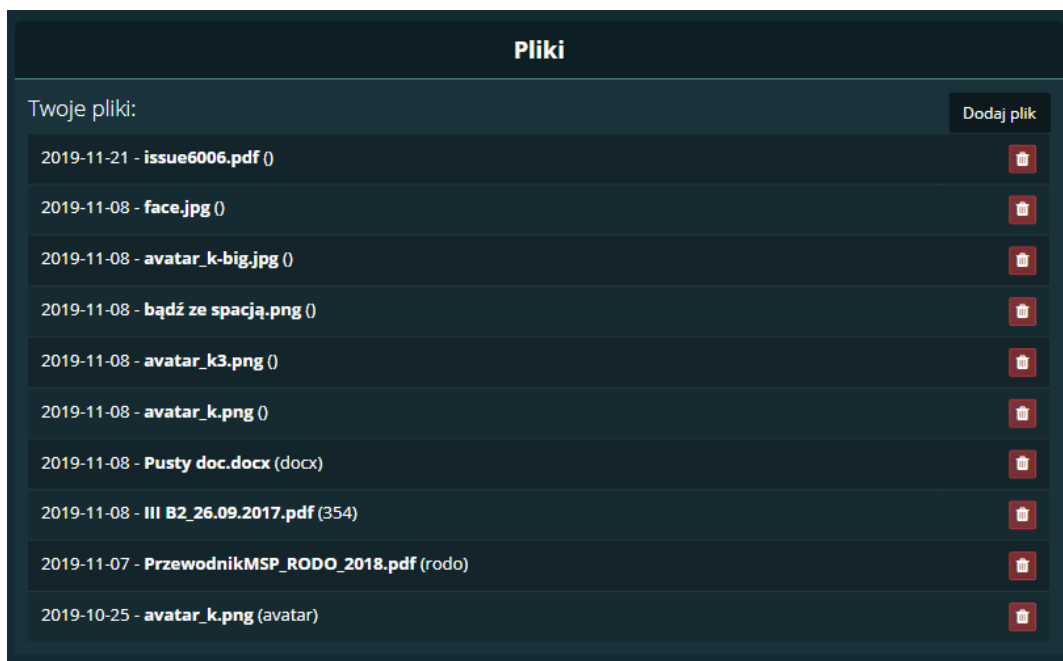 Pliki
Twoje pliki:
Dodaj plik
2019-11-21 - issue6006.pdf ()
2019-11-08 - face.jpg ()
2019-11-08 - avatar_k-big.jpg ()
2019-11-08 - bądź ze spacją.png ()
2019-11-08 - avatar_k3.png ()
2019-11-08 - avatar_k.png ()
2019-11-08 - Pusty doc.docx (docx)
2019-11-08 - III B2_26.09.2017.pdf (354)
2019-11-07 - PrzewodnikMSP_RODO_2018.pdf (rodo)
2019-10-25 - avatar_k.png (avatar)